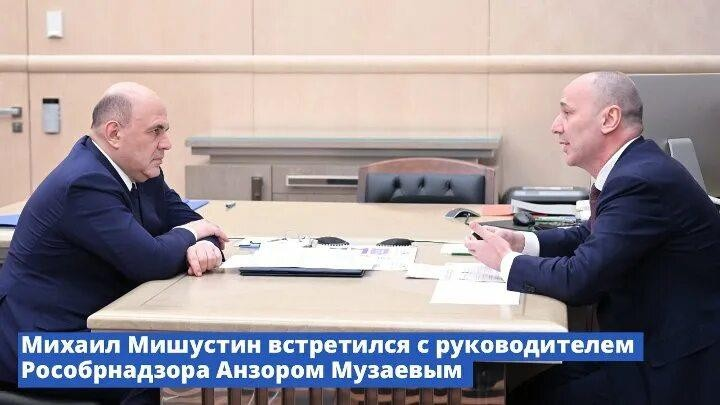 Михаил Мишустин встретился с руководителем
Рособрнадзора Анзором Музаевым